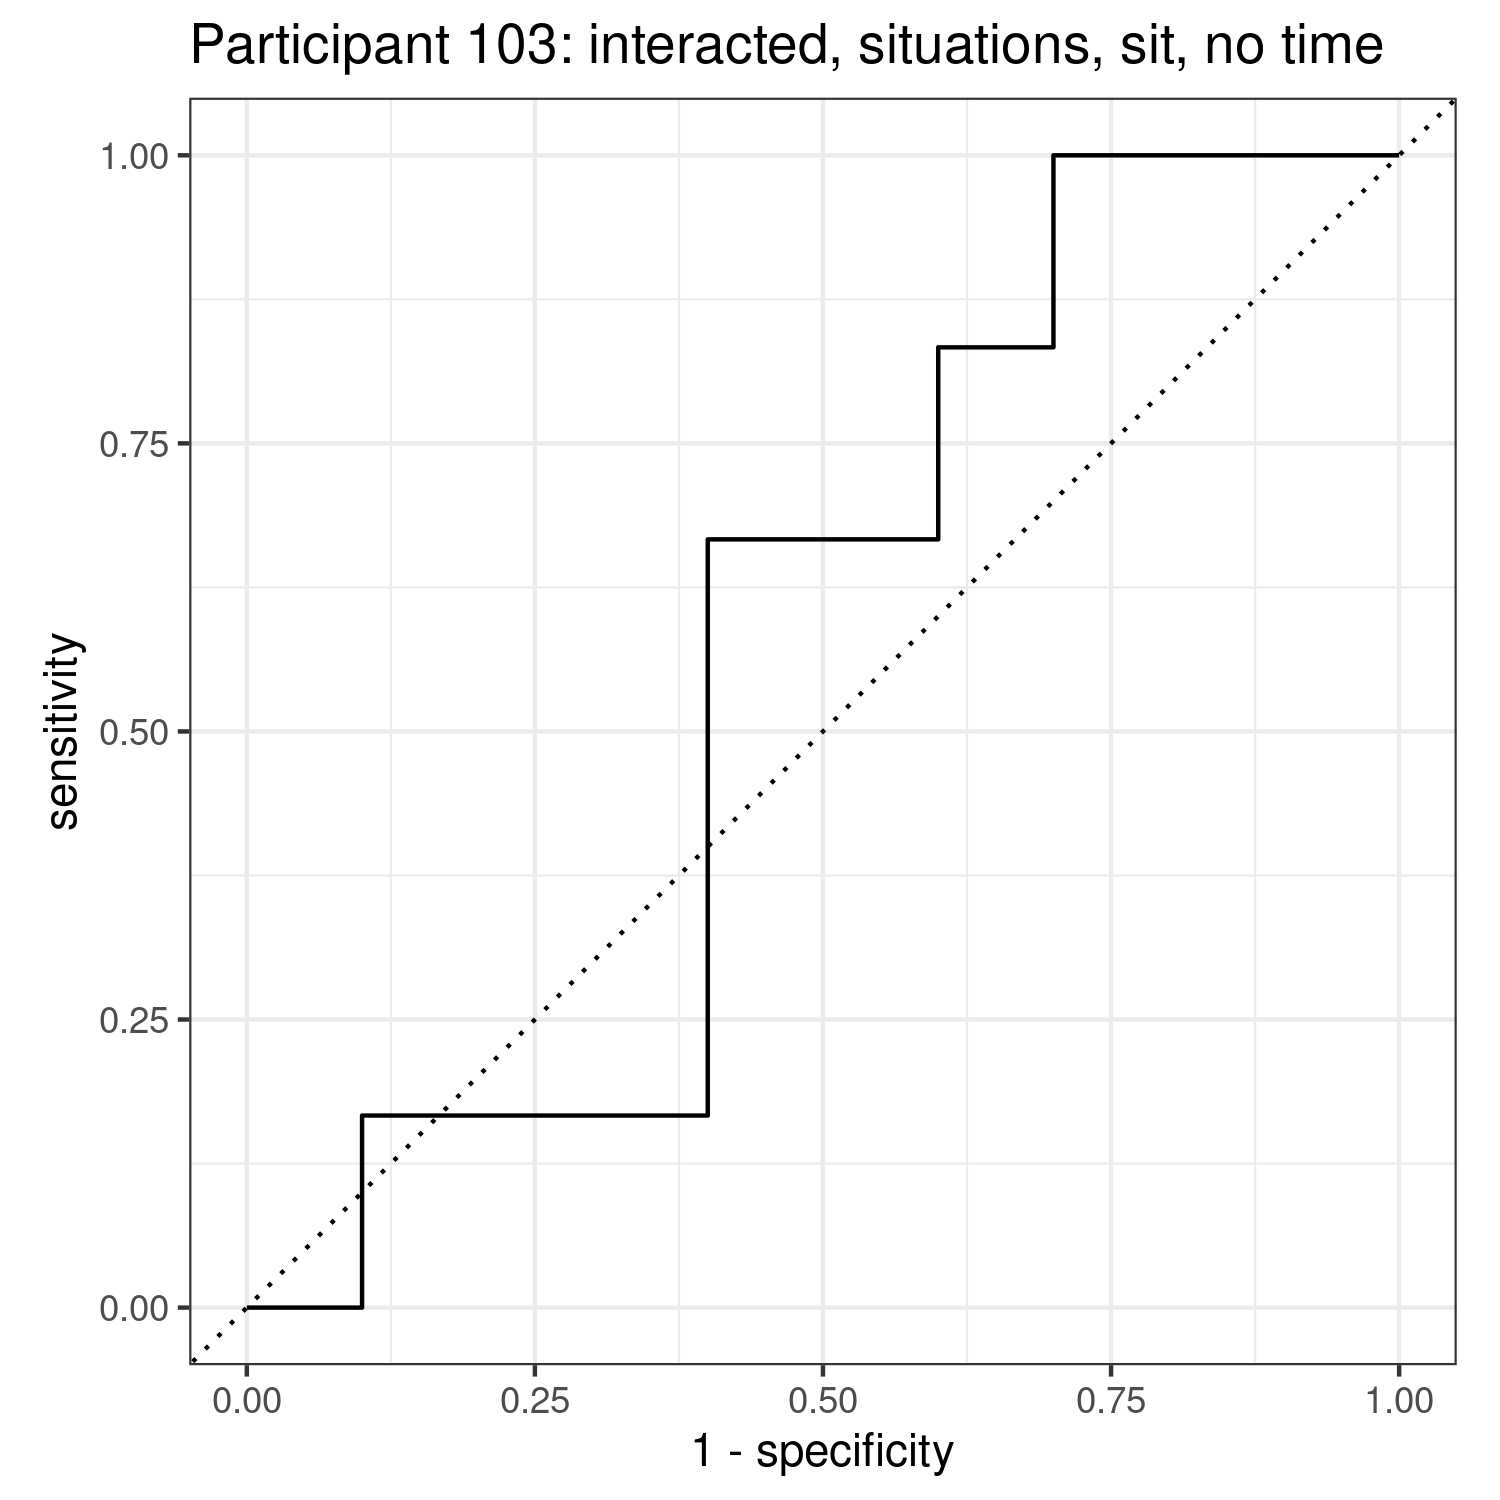 Participant 103: interacted, situations, sit, no time
1.00
0.75
0.50
0.25
0.00
sensitivity
0.00 0.25 0.50 0.75 1.00
1 - specificity